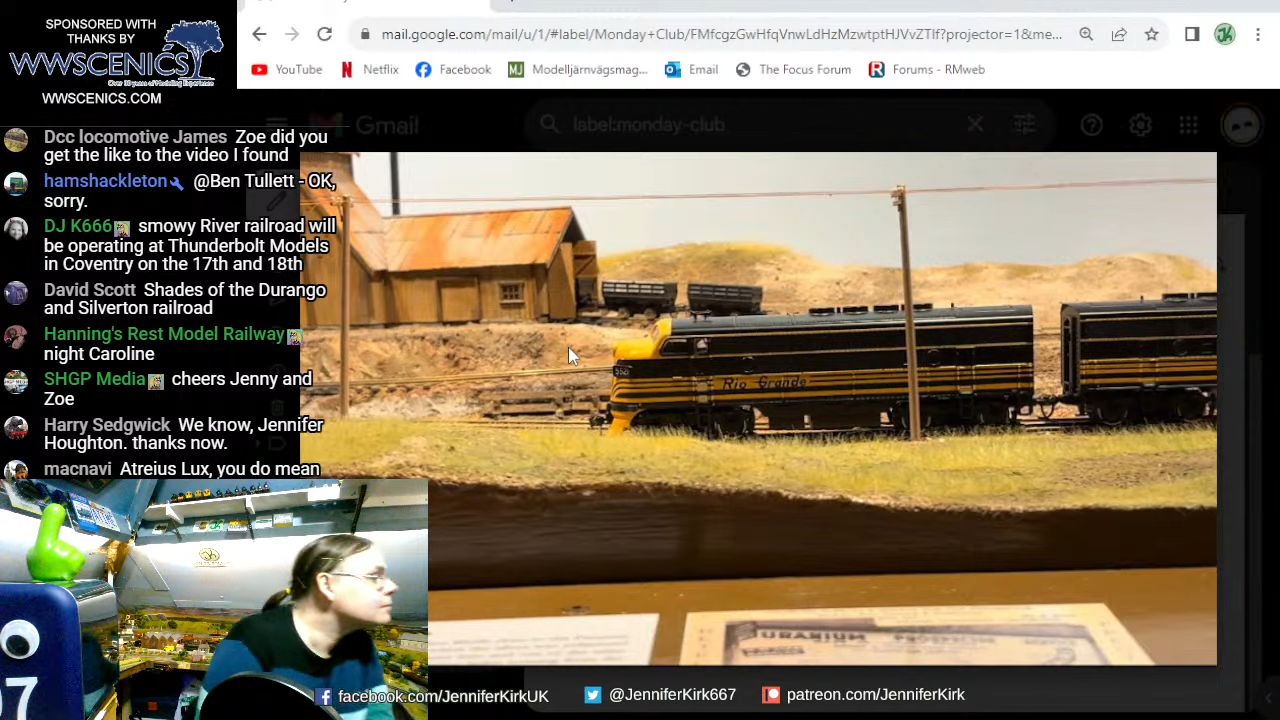 SPONSORED WITH
THANKS BY
WWSCENICS
WWSCENICS.COM
mail.google.com/mail/u/1/#label/Monday+Club/FMfcgzGwHfqVnwLdHzMzwtptHJVvZTlf?projector=1&me...
YouTube
Netflix
Facebook
Modelljärnvägsmag...
Email
The Focus Forum
Forums - RMweb
Gmail
label:monday-club
Dcc locomotive James Zoe did you
get the like to the video I found
hamshackleton @Ben Tullett - OK,
sorry.
DJ K666 smowy River railroad will
be operating at Thunderbolt Models
in Coventry on the 17th and 18th
David Scott Shades of the Durango
and Silverton railroad
Hanning's Rest Model Railway
night Caroline
SHGP Media cheers Jenny and
Zoe
Harry Sedgwick We know, Jennifer
Houghton. thanks now.
macnavi Atreius Lux, you do mean
Rio Grande
URANIUM
07
facebook.com/JenniferKirkUK
@JenniferKirk667
patreon.com/JenniferKirk